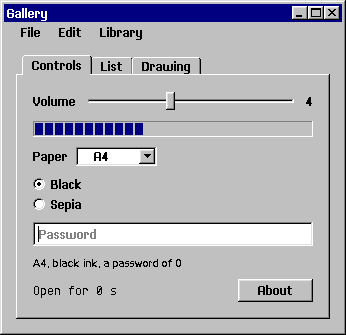 Gallery
File Edit Library
Controls List Drawing
Volume 4
Paper A4
Black
Sepia
Password
A4, black ink, a password of 0
Open for 0 s About